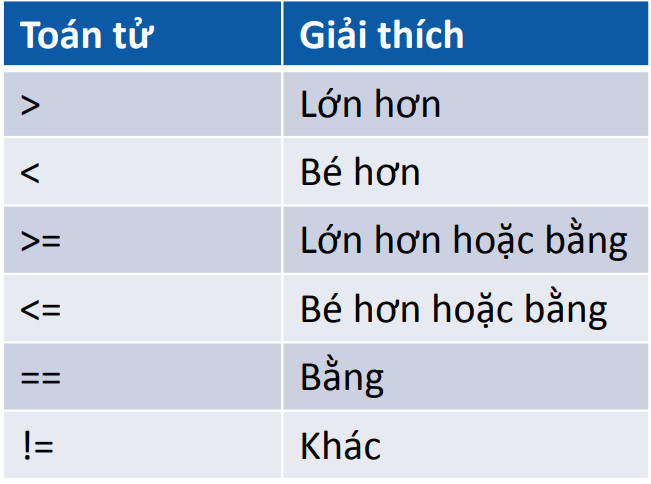 Toán tử Giải thích
> Lớn hơn
< Bé hơn
>= Lớn hơn hoặc bằng
<= Bé hơn hoặc bằng
== Bằng
!= Khác